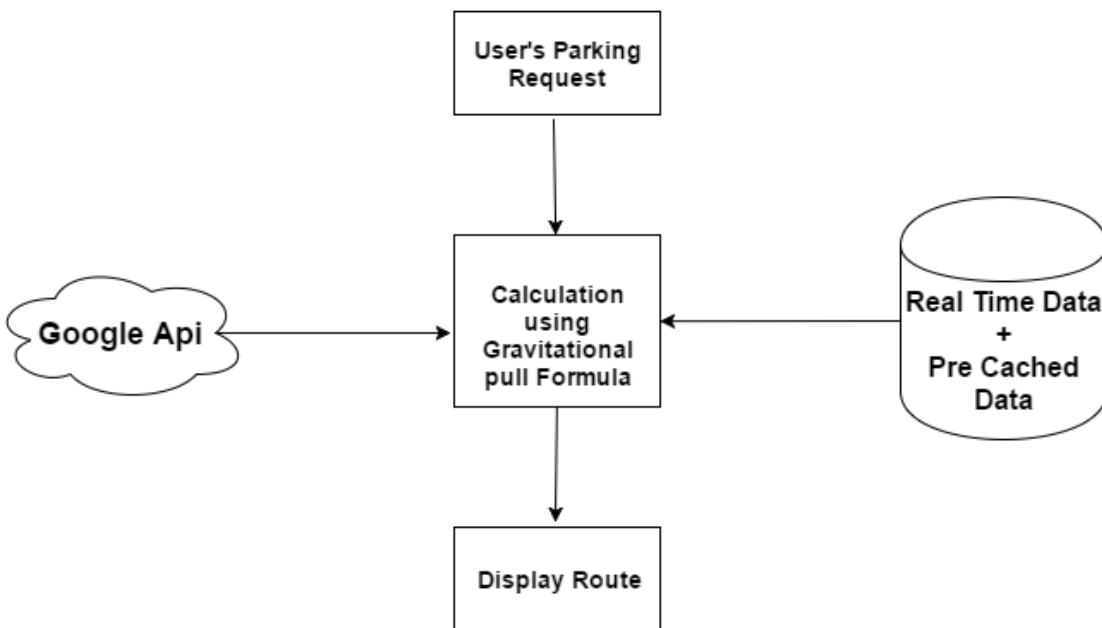 User's Parking
Request
Google Api
Calculation
using
Gravitational
pull Formula
Real Time Data
+
Pre Cached
Data
Display Route